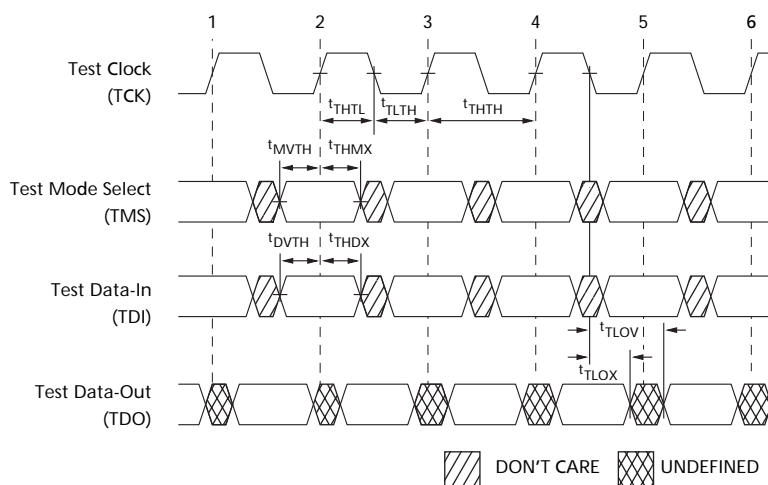 1 2 3 4 5 6
Test Clock
(TCK)
tTHTL tTLTH tTHTH
tMVTH tTHMX
Test Mode Select
(TMS)
tDVTH tTHDX
Test Data-In
(TDI)
tTLOV
tTLOX
Test Data-Out
(TDO)
DON'T CARE UNDEFINED